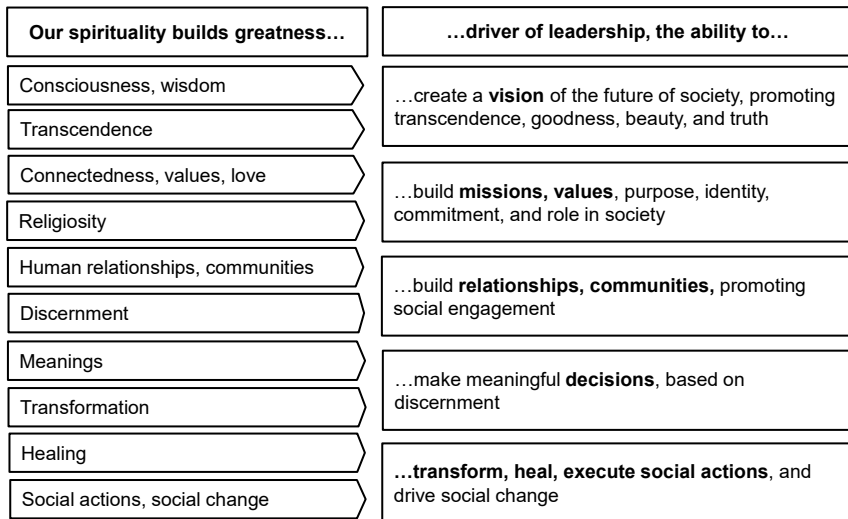 Our spirituality builds greatness…
Consciousness, wisdom
Transcendence
Connectedness, values, love
Religiosity
Human relationships, communities
Discernment
Meanings
Transformation
Healing
Social actions, social change
…driver of leadership, the ability to…
…create a vision of the future of society, promoting
transcendence, goodness, beauty, and truth
…build missions, values, purpose, identity,
commitment, and role in society
…build relationships, communities, promoting
social engagement
…make meaningful decisions, based on
discernment
…transform, heal, execute social actions, and
drive social change